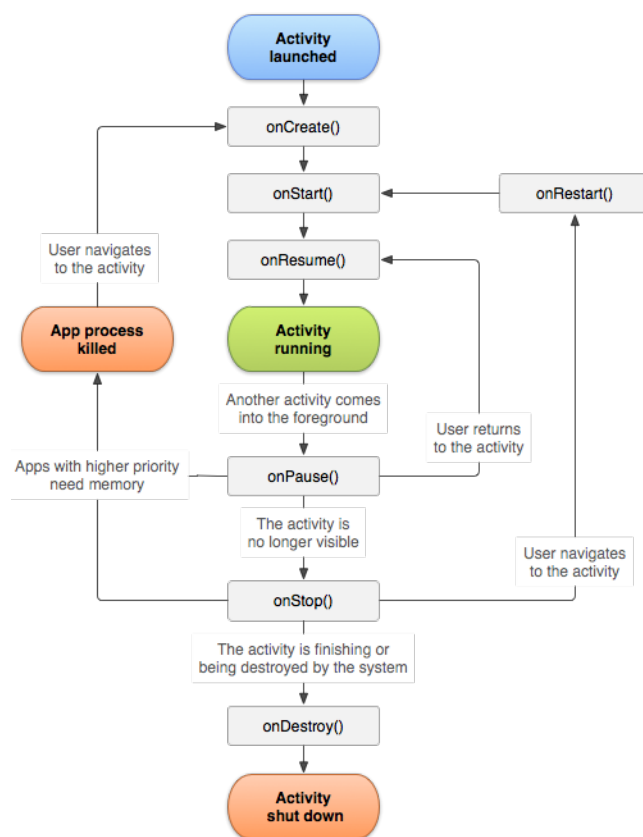 Activity
launched
onCreate()
onStart()
onRestart()
User navigates
to the activity
onResume()
App process
killed
Activity
running
Another activity comes
into the foreground
User returns
to the activity
Apps with higher priority
need memory
onPause()
The activity is
no longer visible
User navigates
to the activity
onStop()
The activity is finishing or
being destroyed by the system
onDestroy()
Activity
shut down